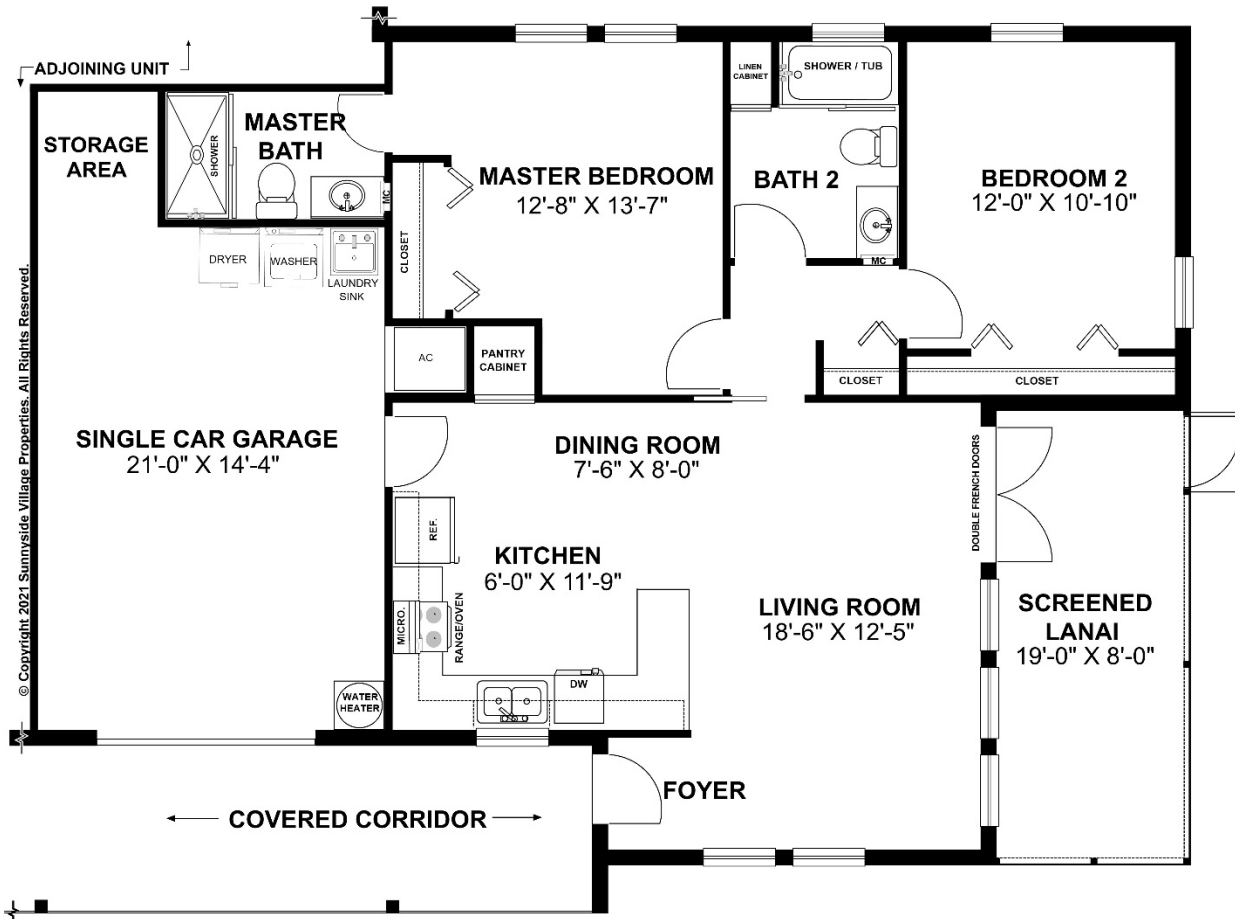 ADJOINING UNIT
STORAGE
AREA
SHOWER
MASTER
BATH
MC
MASTER BEDROOM
12'-8" X 13'-7"
CLOSET
LINEN
CABINET
SHOWER / TUB
BATH 2
MC
BEDROOM 2
12'-0" X 10'-10"
CLOSET
CLOSET
DRYER
WASHER
LAUNDRY
SINK
AC
PANTRY
CABINET
SINGLE CAR GARAGE
21'-0" X 14'-4"
DINING ROOM
7'-6" X 8'-0"
DOUBLE FRENCH DOORS
REF.
KITCHEN
6'-0" X 11'-9"
MICRO.
RANGE/OVEN
DW
LIVING ROOM
18'-6" X 12'-5"
SCREENED
LANAI
19'-0" X 8'-0"
WATER
HEATER
FOYER
COVERED CORRIDOR
© Copyright 2021 Sunnyside Village Properties. All Rights Reserved.